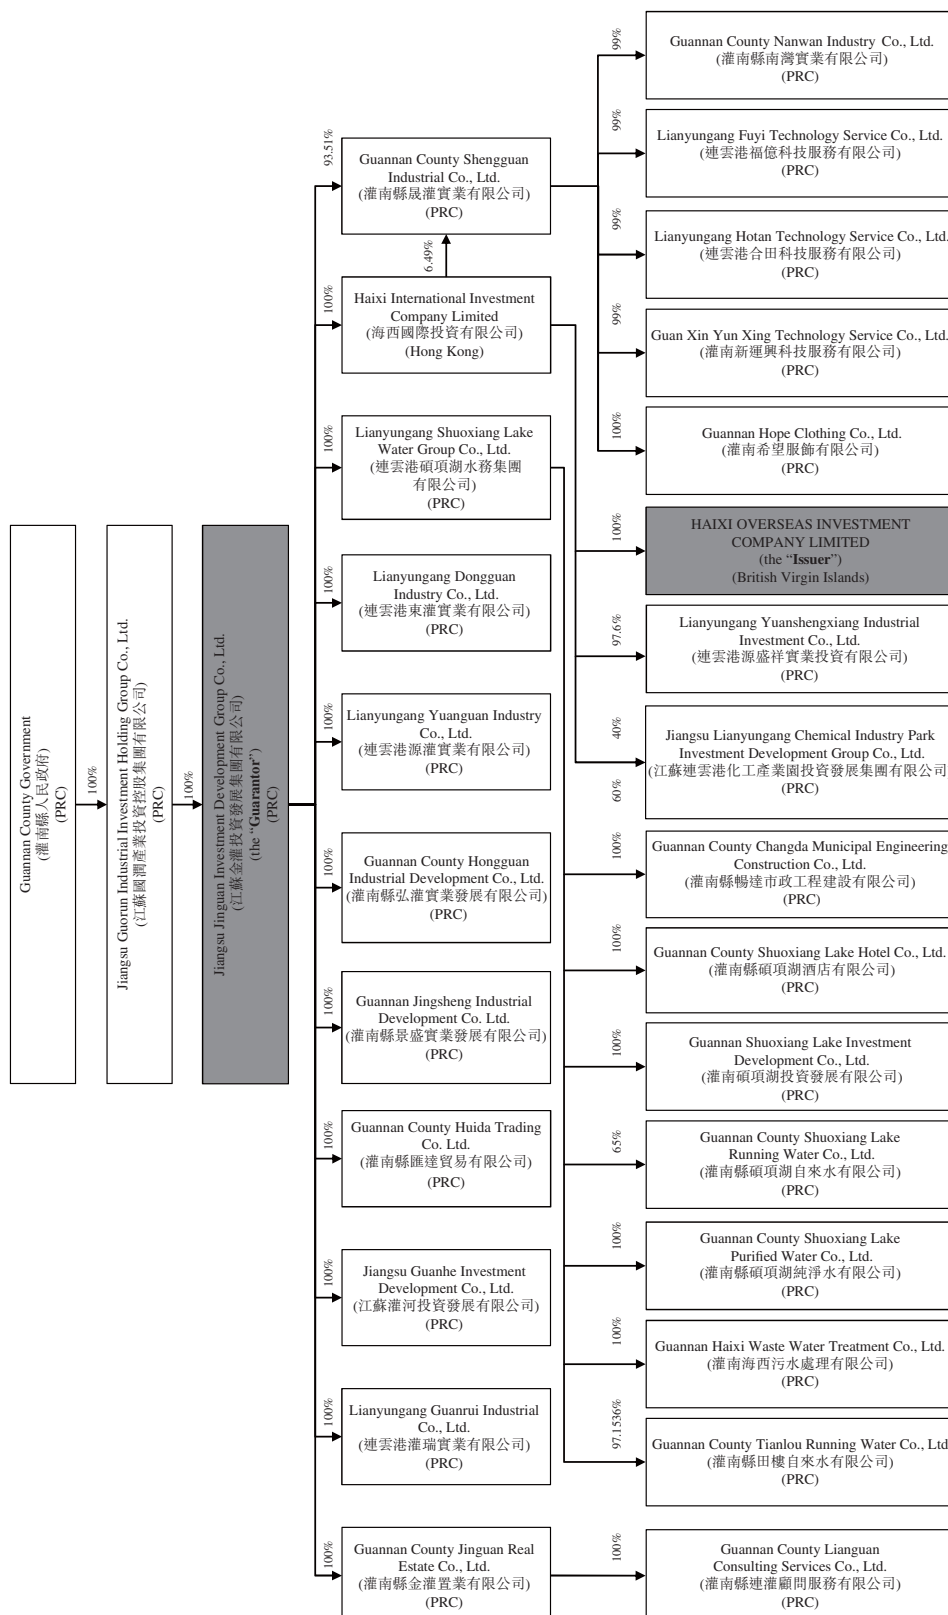 Guannan County Government
(灌南縣人民政府)
(PRC)
100%
Jiangsu Guorun Industrial Investment Holding Group Co., Ltd.
(江蘇國潤產業投資控股集團有限公司)
(PRC)
100%
Jiangsu Jinguan Investment Development Group Co., Ltd.
(江蘇金灌投資發展集團有限公司)
the “Guarantor”)
(PRC)
93.51%
Guannan County Shengguan
Industrial Co., Ltd.
(灌南縣晟灌實業有限公司)
(PRC)
6.49%
100%
Haixi International Investment
Company Limited
(海西國際投資有限公司)
(Hong Kong)
100%
Lianyungang Shuoxiang Lake
Water Group Co., Ltd.
(連雲港碩項湖水務集團
有限公司)
(PRC)
100%
Lianyungang Dongguan
Industry Co., Ltd.
(連雲港東灌實業有限公司)
(PRC)
100%
Lianyungang Yuanguan Industry
Co., Ltd.
(連雲港源灌實業有限公司)
(PRC)
100%
Guannan County Hongguan
Industrial Development Co., Ltd.
(灌南縣弘灌實業發展有限公司)
(PRC)
100%
Guannan Jingsheng Industrial
Development Co. Ltd.
(灌南縣景盛實業發展有限公司)
(PRC)
100%
Guannan County Huida Trading
Co. Ltd.
(灌南縣匯達貿易有限公司)
(PRC)
100%
Jiangsu Guanhe Investment
Development Co., Ltd.
(江蘇灌河投資發展有限公司)
(PRC)
100%
Lianyungang Guanrui Industrial
Co., Ltd.
(連雲港灌瑞實業有限公司)
(PRC)
100%
Guannan County Jinguan Real
Estate Co., Ltd.
(灌南縣金灌置業有限公司)
(PRC)
99%
Guannan County Nanwan Industry Co., Ltd.
(灌南縣南灣實業有限公司)
(PRC)
99%
Lianyungang Fuyi Technology Service Co., Ltd.
(連雲港福億科技服務有限公司)
(PRC)
99%
Lianyungang Hotan Technology Service Co., Ltd.
(連雲港合田科技服務有限公司)
(PRC)
99%
Guan Xin Yun Xing Technology Service Co., Ltd.
(灌南新運興科技服務有限公司)
(PRC)
100%
Guannan Hope Clothing Co., Ltd.
(灌南希望服飾有限公司)
(PRC)
100%
HAIXI OVERSEAS INVESTMENT
COMPANY LIMITED
(the “Issuer”)
(British Virgin Islands)
97.6%
Lianyungang Yuanshengxiang Industrial
Investment Co., Ltd.
(連雲港源盛祥實業投資有限公司)
(PRC)
40%
60%
Jiangsu Lianyungang Chemical Industry Park
Investment Development Group Co., Ltd.
(江蘇連雲港化工產業園投資發展集團有限公司
(PRC)
100%
Guannan County Changda Municipal Engineering
Construction Co., Ltd.
(灌南縣暢達市政工程建設有限公司)
(PRC)
100%
Guannan County Shuoxiang Lake Hotel Co., Ltd.
(灌南縣碩項湖酒店有限公司)
(PRC)
100%
Guannan Shuoxiang Lake Investment
Development Co., Ltd.
(灌南碩項湖投資發展有限公司)
(PRC)
65%
Guannan County Shuoxiang Lake
Running Water Co., Ltd.
(灌南縣碩項湖自來水有限公司)
(PRC)
100%
Guannan County Shuoxiang Lake
Purified Water Co., Ltd.
(灌南縣碩項湖純淨水有限公司)
(PRC)
100%
Guannan Haixi Waste Water Treatment Co., Ltd.
(灌南海西污水處理有限公司)
(PRC)
97.1536%
Guannan County Tianlou Running Water Co., Ltd
(灌南縣田樓自來水有限公司)
(PRC)
100%
Guannan County Lianguan
Consulting Services Co., Ltd.
(灌南縣連灌顧問服務有限公司)
(PRC)